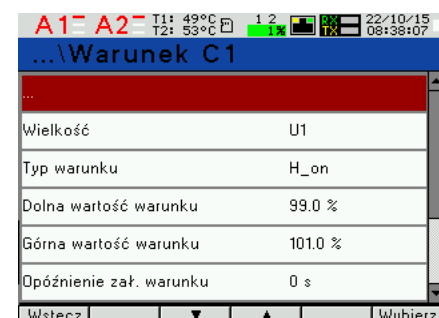 A1 A2 T1: 49°C 1 2 RX 22/10/15
T2: 53°C 1% TX 08:38:07
...\Warunek C1
...
Wielkość U1
Typ warunku H_on
Dolna wartość warunku 99.0 %
Górna wartość warunku 101.0 %
Opóźnienie zał. warunku 0 s
Wstecz ▼ ▲ Wybierz